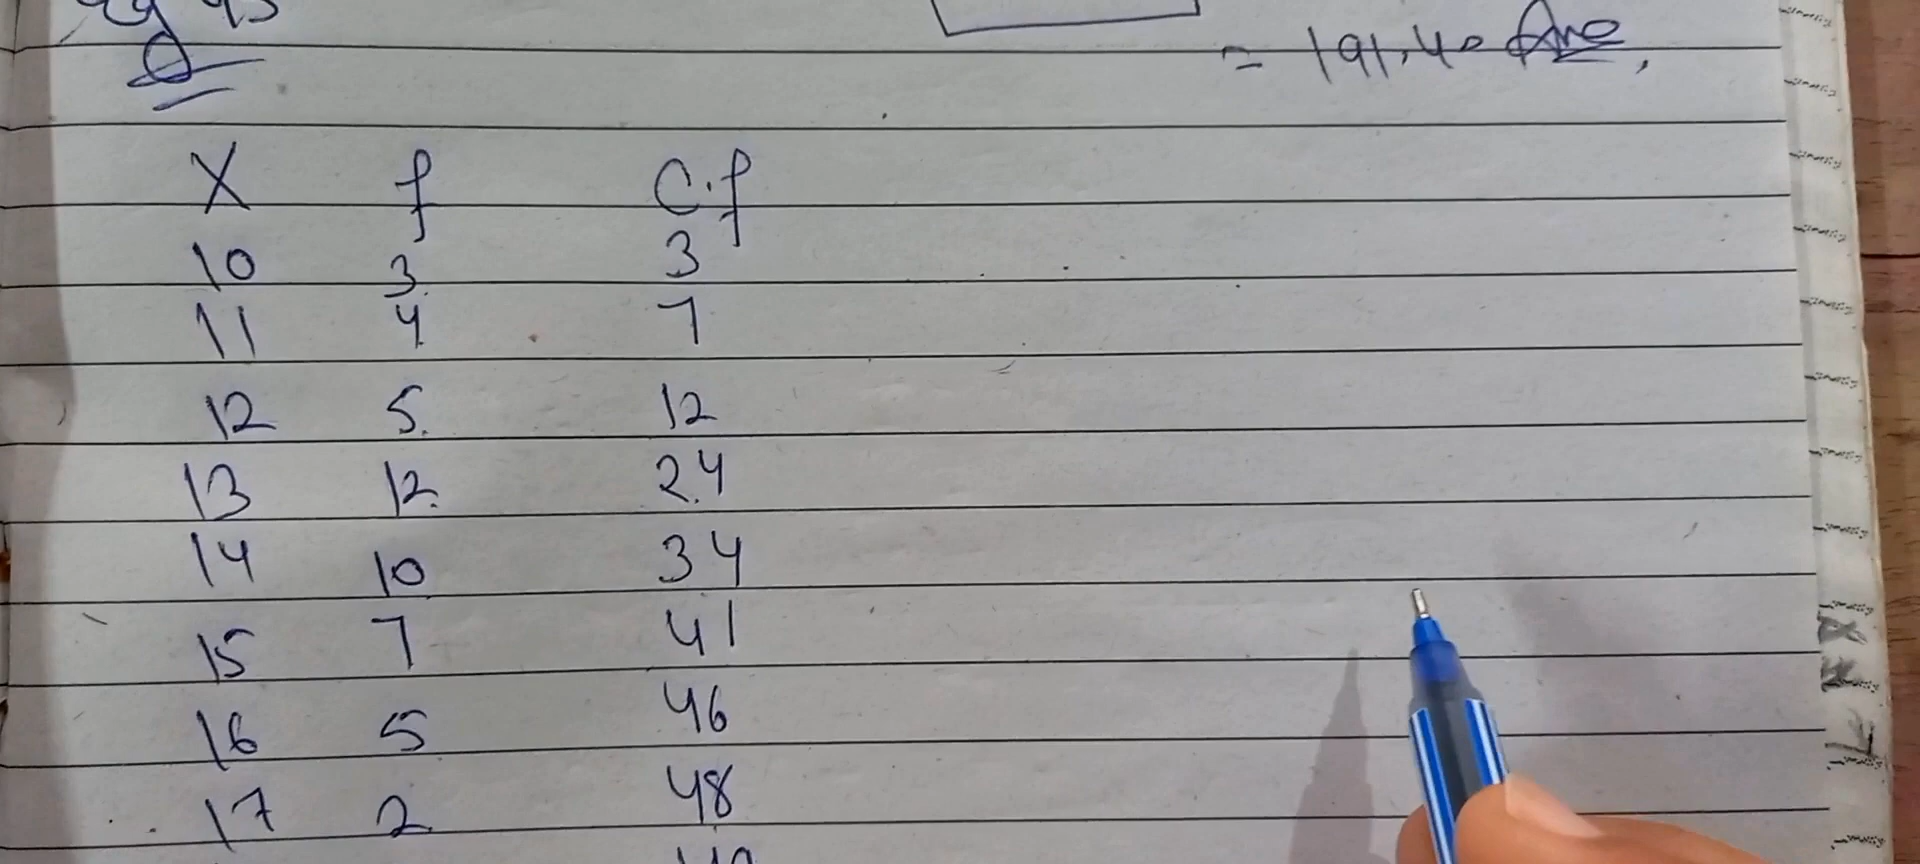 = 191.40 Ans.
X f C.f
10 3 3
11 4 7
12 5 12
13 12 24
14 10 34
15 7 41
16 5 46
17 2 48